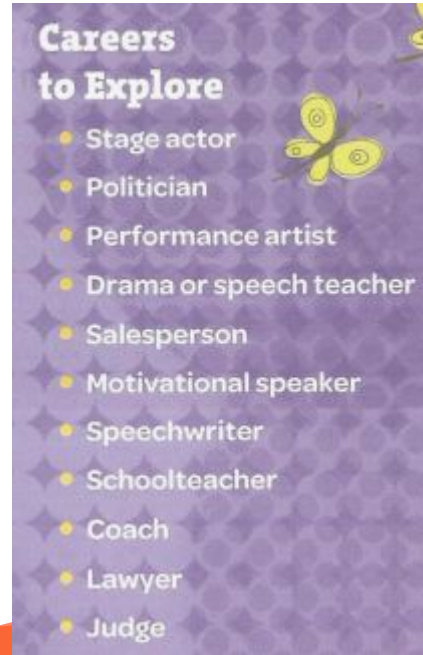 Careers
to Explore
• Stage actor
• Politician
• Performance artist
• Drama or speech teacher
• Salesperson
• Motivational speaker
• Speechwriter
• Schoolteacher
• Coach
• Lawyer
• Judge